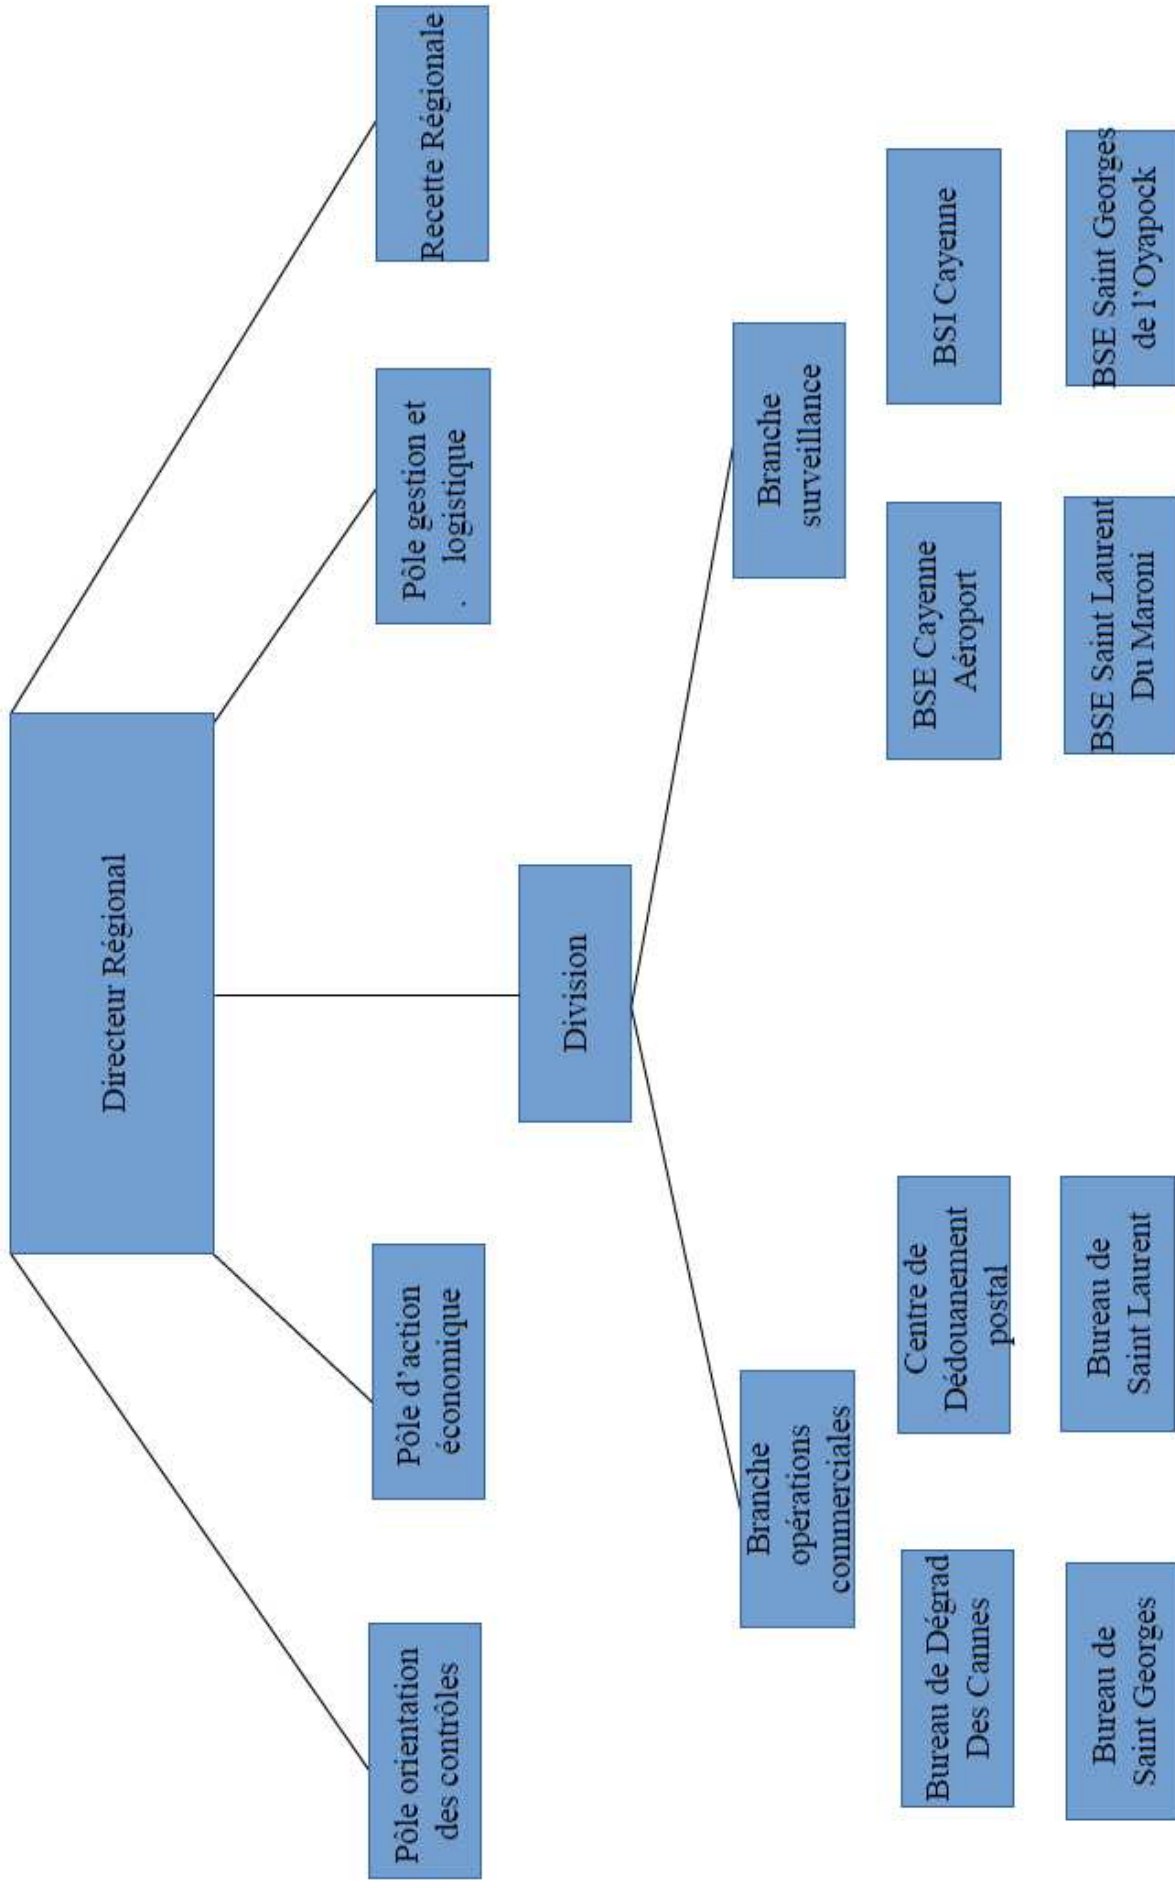 Directeur Régional
Pôle orientation
des contrôles
Pôle d’action
économique
Pôle gestion et
. logistique
Recette Régionale
Division
Branche
opérations
commerciales
Branche
surveillance
Bureau de Dégrad
Des Cannes
Centre de
Dédouanement
postal
BSE Cayenne
Aéroport
BSI Cayenne
Bureau de
Saint Georges
Bureau de
Saint Laurent
BSE Saint Laurent
Du Maroni
BSE Saint Georges
de l’Oyapock